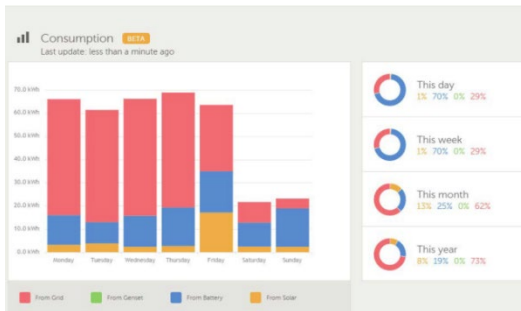 Consumption BETA
Last update: less than a minute ago
70.0 kWh
60.0 kWh
50.0 kWh
40.0 kWh
30.0 kWh
20.0 kWh
10.0 kWh
0.0 kWh
Monday Tuesday Wednesday Thursday Friday Saturday Sunday
From Grid From Genset From Battery From Solar
This day
1% 70% 0% 29%
This week
1% 70% 0% 29%
This month
13% 25% 0% 62%
This year
8% 19% 0% 73%